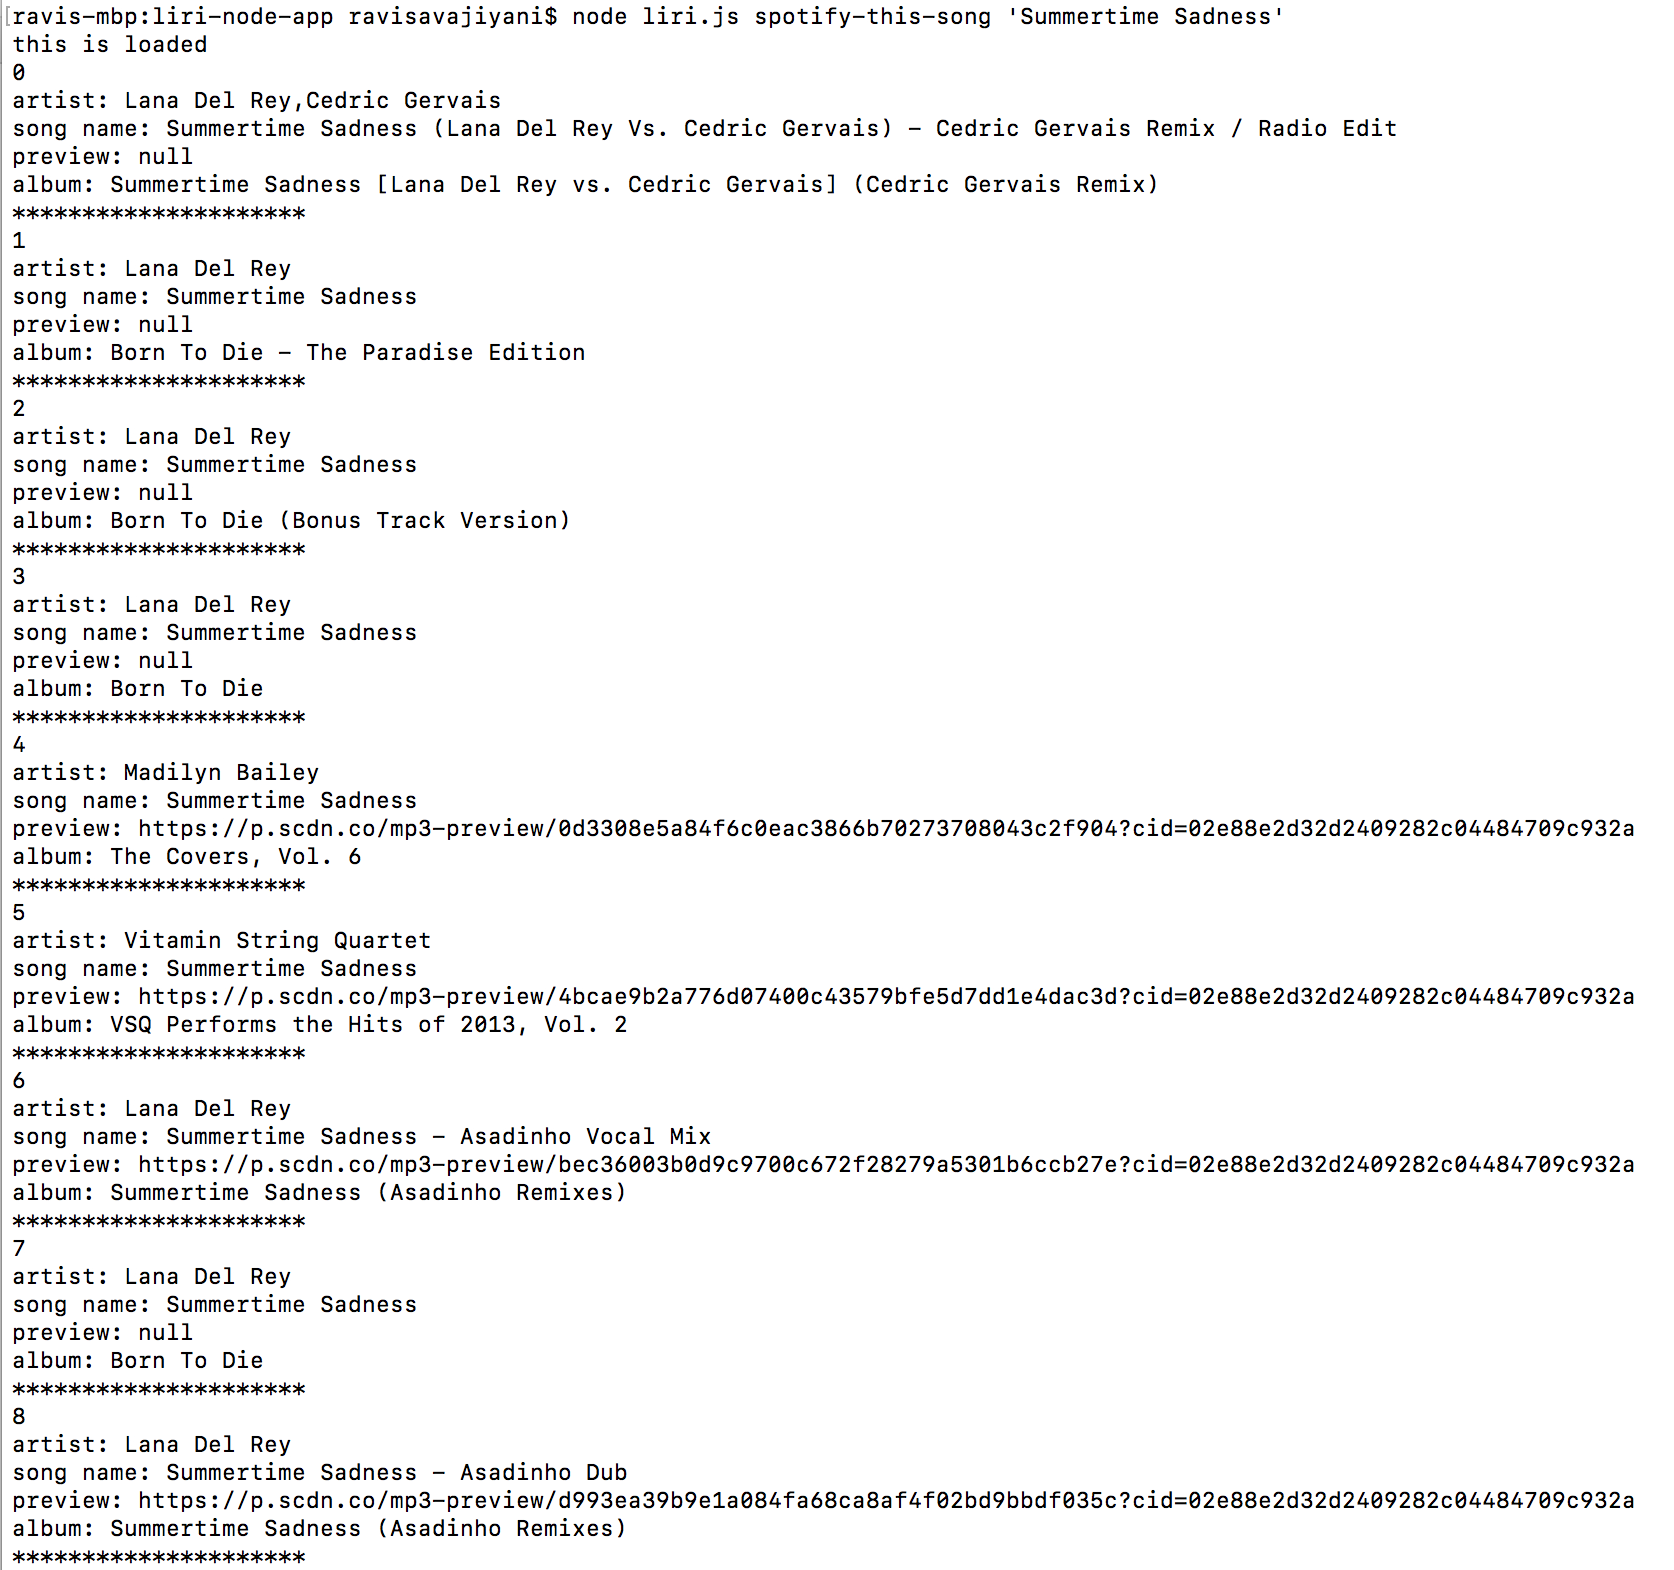 [ravis-mbp:liri-node-app ravisavajiyani$ node liri.js spotify-this-song 'Summertime Sadness'
this is loaded
0
artist: Lana Del Rey,Cedric Gervais
song name: Summertime Sadness (Lana Del Rey Vs. Cedric Gervais) - Cedric Gervais Remix / Radio Edit
preview: null
album: Summertime Sadness [Lana Del Rey vs. Cedric Gervais] (Cedric Gervais Remix)
*********************
1
artist: Lana Del Rey
song name: Summertime Sadness
preview: null
album: Born To Die - The Paradise Edition
*********************
2
artist: Lana Del Rey
song name: Summertime Sadness
preview: null
album: Born To Die (Bonus Track Version)
*********************
3
artist: Lana Del Rey
song name: Summertime Sadness
preview: null
album: Born To Die
*********************
4
artist: Madilyn Bailey
song name: Summertime Sadness
preview: https://p.scdn.co/mp3-preview/0d3308e5a84f6c0eac3866b70273708043c2f904?cid=02e88e2d32d2409282c04484709c932a
album: The Covers, Vol. 6
*********************
5
artist: Vitamin String Quartet
song name: Summertime Sadness
preview: https://p.scdn.co/mp3-preview/4bcae9b2a776d07400c43579bfe5d7dd1e4dac3d?cid=02e88e2d32d2409282c04484709c932a
album: VSQ Performs the Hits of 2013, Vol. 2
*********************
6
artist: Lana Del Rey
song name: Summertime Sadness - Asadinho Vocal Mix
preview: https://p.scdn.co/mp3-preview/bec36003b0d9c9700c672f28279a5301b6ccb27e?cid=02e88e2d32d2409282c04484709c932a
album: Summertime Sadness (Asadinho Remixes)
*********************
7
artist: Lana Del Rey
song name: Summertime Sadness
preview: null
album: Born To Die
*********************
8
artist: Lana Del Rey
song name: Summertime Sadness - Asadinho Dub
preview: https://p.scdn.co/mp3-preview/d993ea39b9e1a084fa68ca8af4f02bd9bbdf035c?cid=02e88e2d32d2409282c04484709c932a
album: Summertime Sadness (Asadinho Remixes)
*********************